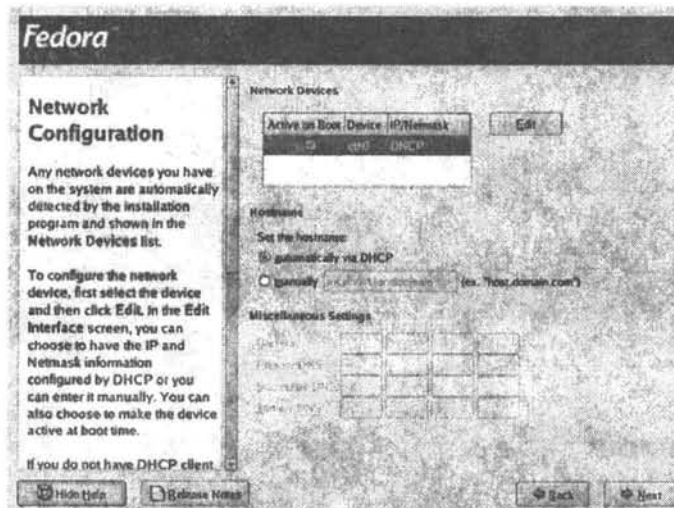 Fedora
Network
Configuration
Any network devices you have
on the system are automatically
detected by the installation
program and shown in the
Network Devices list.
To configure the network
device, first select the device
and then click Edit. In the Edit
Interface screen, you can
choose to have the IP and
Netmask information
configured by DHCP or you
can enter it manually. You can
also choose to make the device
active at boot time.
If you do not have DHCP client
Network Devices
Active on Boot Device IP/Netmask
eth0 DHCP
Edit
Hostname
Set the hostname:
automatically via DHCP
manually (ex. "host.domain.com")
Miscellaneous Settings
Hide Help
Release Notes
Back
Next